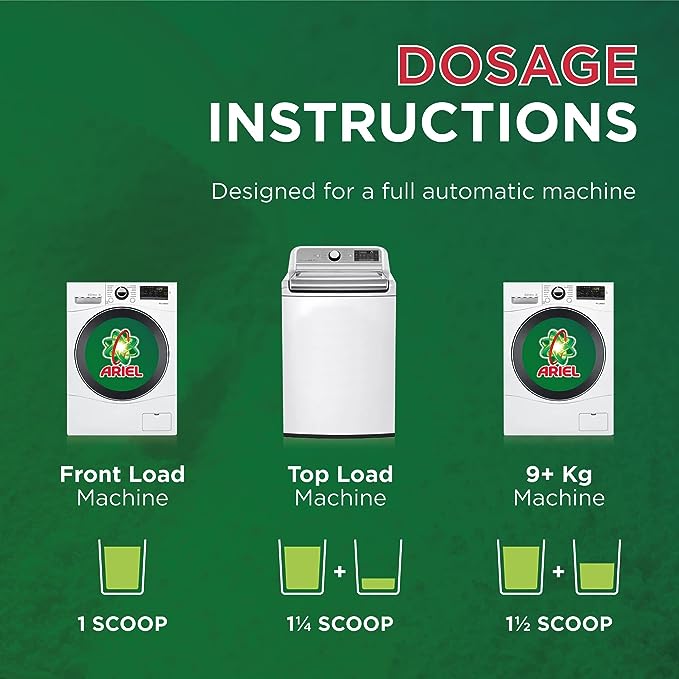 DOSAGE
INSTRUCTIONS
Designed for a full automatic machine
ARIEL
ARIEL
Front Load
Machine
Top Load
Machine
9+ Kg
Machine
+
+
1 SCOOP
1¼ SCOOP
1½ SCOOP